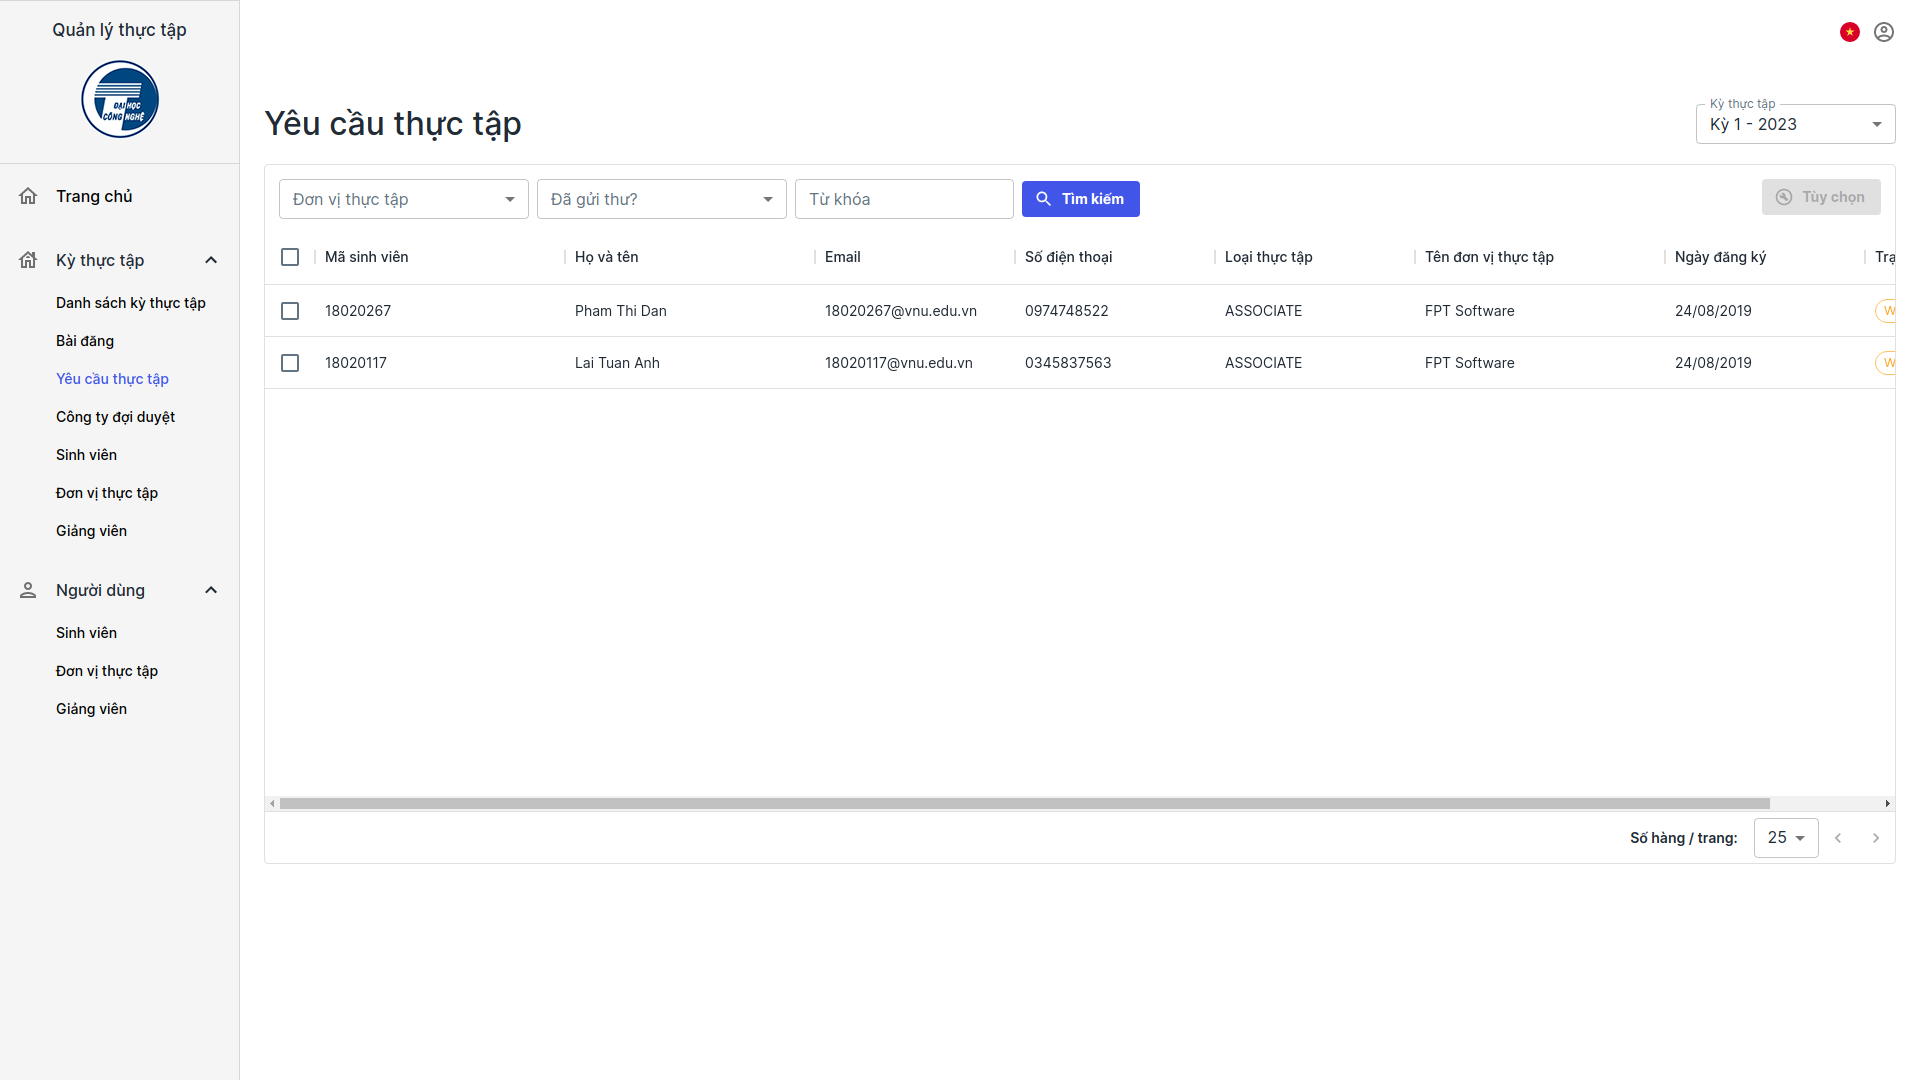 Quản lý thực tập
ĐẠI HỌC
CÔNG NGHỆ
Trang chủ
Kỳ thực tập
Danh sách kỳ thực tập
Bài đăng
Yêu cầu thực tập
Công ty đợi duyệt
Sinh viên
Đơn vị thực tập
Giảng viên
Người dùng
Sinh viên
Đơn vị thực tập
Giảng viên
Yêu cầu thực tập
Kỳ thực tập
Kỳ 1 - 2023
Đơn vị thực tập Đã gửi thư? Từ khóa Tìm kiếm Tùy chọn
Mã sinh viên Họ và tên Email Số điện thoại Loại thực tập Tên đơn vị thực tập Ngày đăng ký Trạ
18020267 Pham Thi Dan 18020267@vnu.edu.vn 0974748522 ASSOCIATE FPT Software 24/08/2019 W
18020117 Lai Tuan Anh 18020117@vnu.edu.vn 0345837563 ASSOCIATE FPT Software 24/08/2019 W
Số hàng / trang: 25